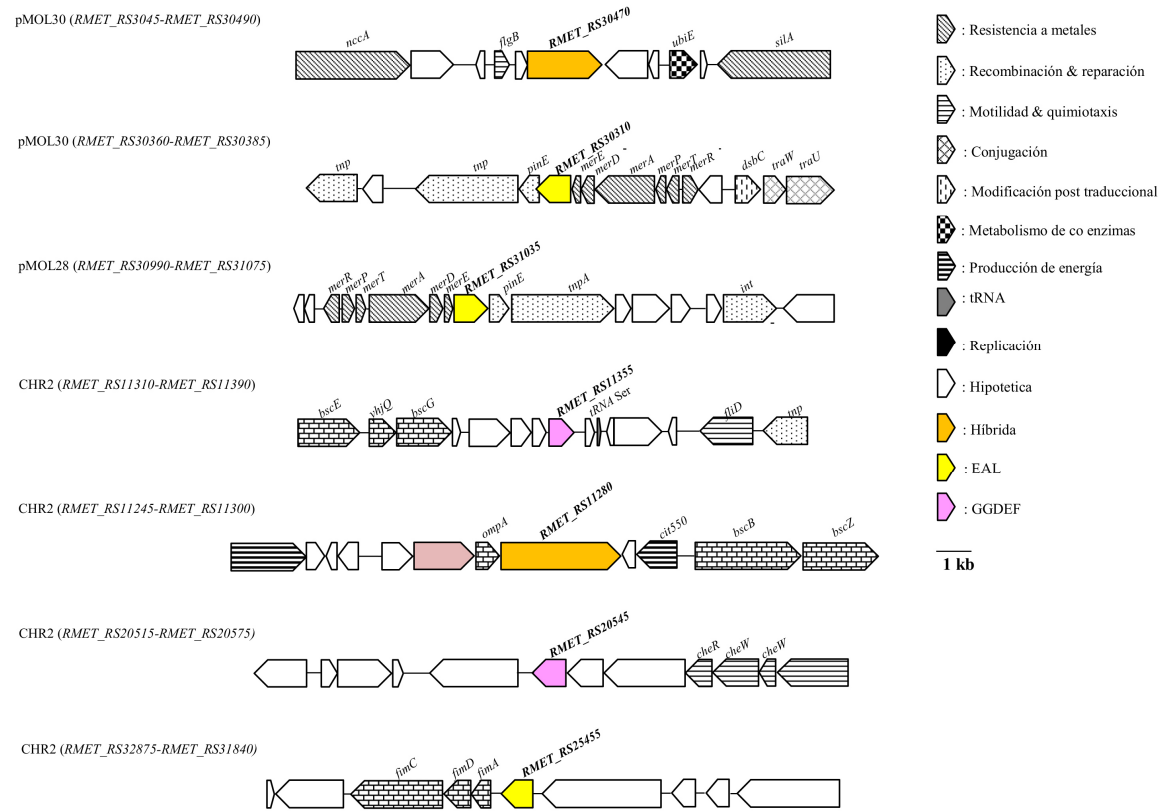 pMOL30 (RMET_RS3045-RMET_RS30490)
nccA
flgB
RMET_RS30470
ubiE
silA
pMOL30 (RMET_RS30360-RMET_RS30385)
tnp
tnp
pinE
RMET_RS30310
merE
merD
merA
merP
merT
merR
dsbC
traW
traU
pMOL28 (RMET_RS30990-RMET_RS31075)
merR
merP
merT
merA
merD
merE
RMET_RS31035
pinE
tnpA
int
CHR2 (RMET_RS11310-RMET_RS11390)
bscE
yhjQ
bscG
RMET_RS11355
tRNA Ser
fliD
tnp
CHR2 (RMET_RS11245-RMET_RS11300)
ompA
RMET_RS11280
cit550
bscB
bscZ
CHR2 (RMET_RS20515-RMET_RS20575)
RMET_RS20545
cheR
cheW
cheW
CHR2 (RMET_RS32875-RMET_RS31840)
fimC
fimD
fimA
RMET_RS25455
: Resistencia a metales
: Recombinación & reparación
: Motilidad & quimiotaxis
: Conjugación
: Modificación post traduccional
: Metabolismo de co enzimas
: Producción de energía
: tRNA
: Replicación
: Hipotetica
: Híbrida
: EAL
: GGDEF
1 kb